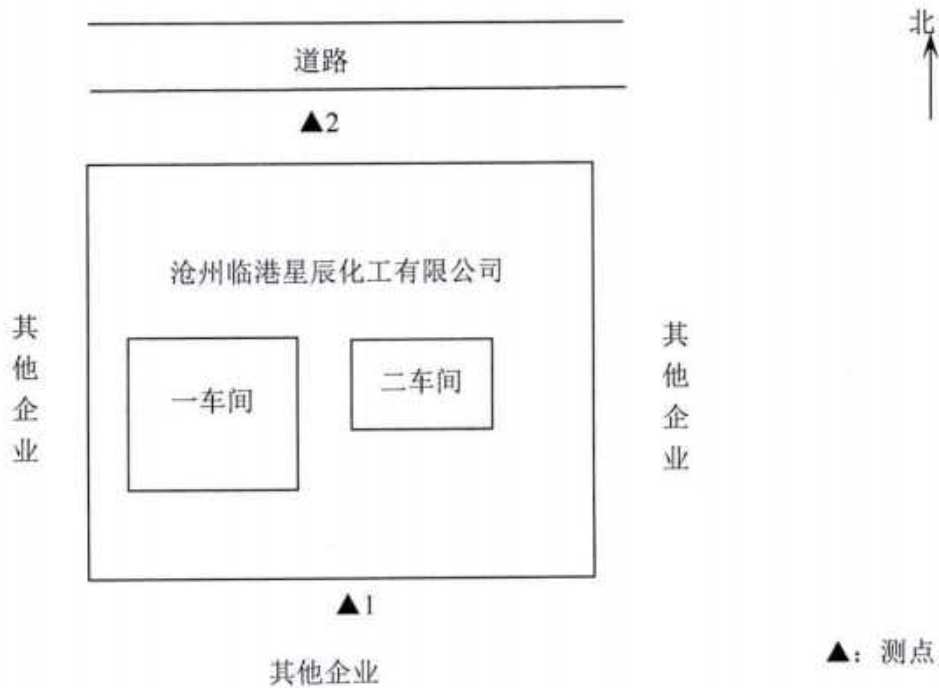 北
道路
▲2
沧州临港星辰化工有限公司
其他企业
一车间
二车间
其他企业
▲1
其他企业
▲：测点